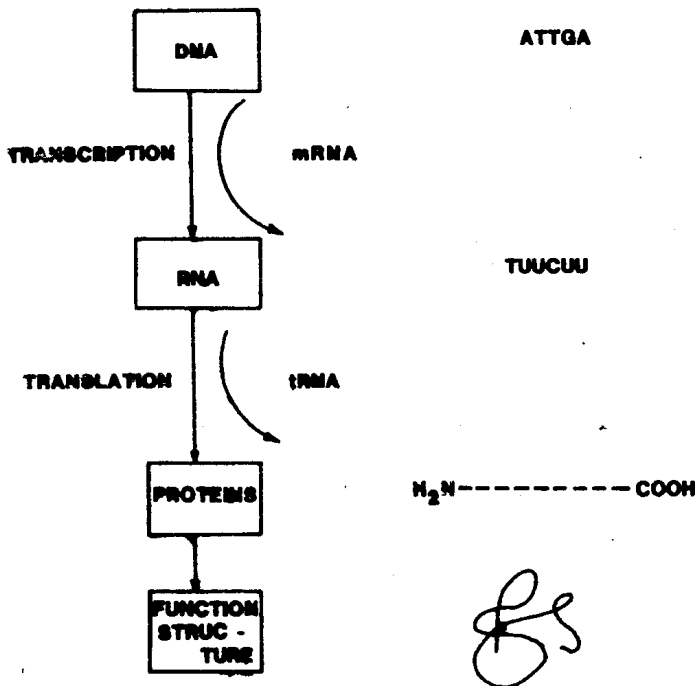 DNA
ATTGA
TRANSCRIPTION
mRNA
RNA
TUUCUU
TRANSLATION
tRNA
PROTEINS
H₂N----------COOH
FUNCTION
STRUC -
TURE